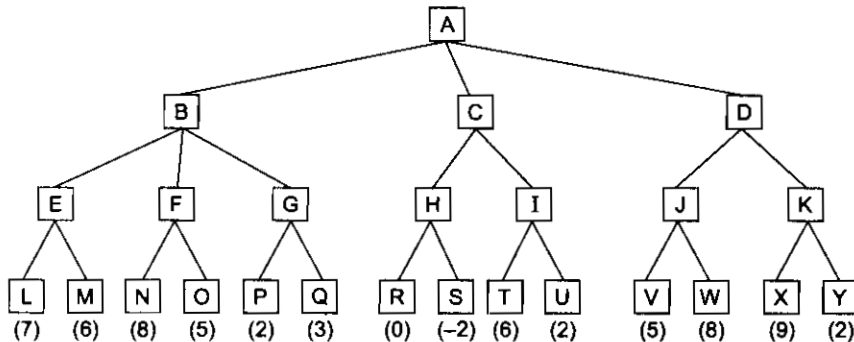 A
B C D
E F G H I J K
L M N O P Q R S T U V W X Y
(7) (6) (8) (5) (2) (3) (0) (−2) (6) (2) (5) (8) (9) (2)